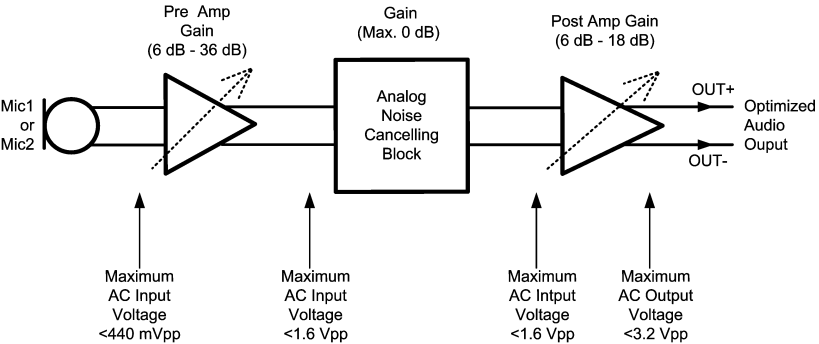 Pre Amp
Gain
(6 dB - 36 dB)
Gain
(Max. 0 dB)
Post Amp Gain
(6 dB - 18 dB)
Mic1
or
Mic2
Analog
Noise
Cancelling
Block
OUT+
OUT-
Optimized
Audio
Ouput
Maximum
AC Input
Voltage
<440 mVpp
Maximum
AC Input
Voltage
<1.6 Vpp
Maximum
AC Intput
Voltage
<1.6 Vpp
Maximum
AC Output
Voltage
<3.2 Vpp